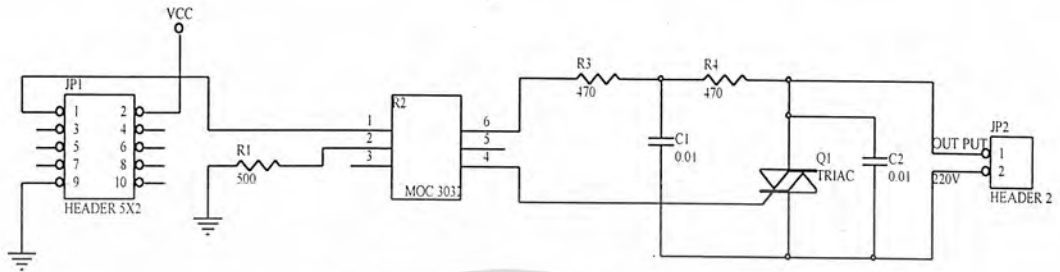 VCC
JP1
1 2
3 4
5 6
7 8
9 10
HEADER 5X2
R1
500
R2
1 6
2 5
3 4
MOC 3032
R3
470
R4
470
C1
0.01
Q1
TRIAC
C2
0.01
OUT PUT
220V
JP2
1
2
HEADER 2